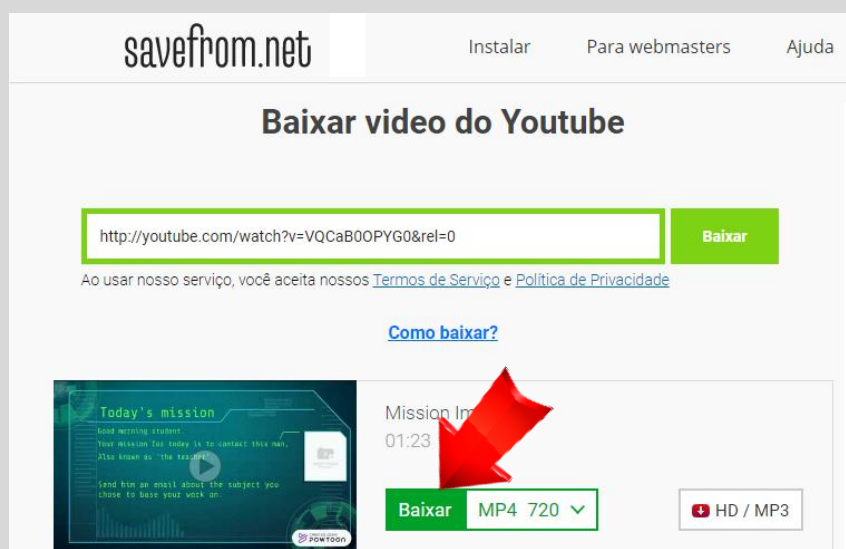 savefrom.net Instalar Para webmasters Ajuda
Baixar video do Youtube
http://youtube.com/watch?v=VQCaB0OPYG0&rel=0 Baixar
Ao usar nosso serviço, você aceita nossos Termos de Serviço e Política de Privacidade
Como baixar?
Today's mission
Good morning student.
Your mission for today is to contact this man,
Also known as 'the teacher'.
Send him an email about the subject you
chose to base your work on.
POWTOON
Mission Im
01:23
Baixar MP4 720 HD / MP3